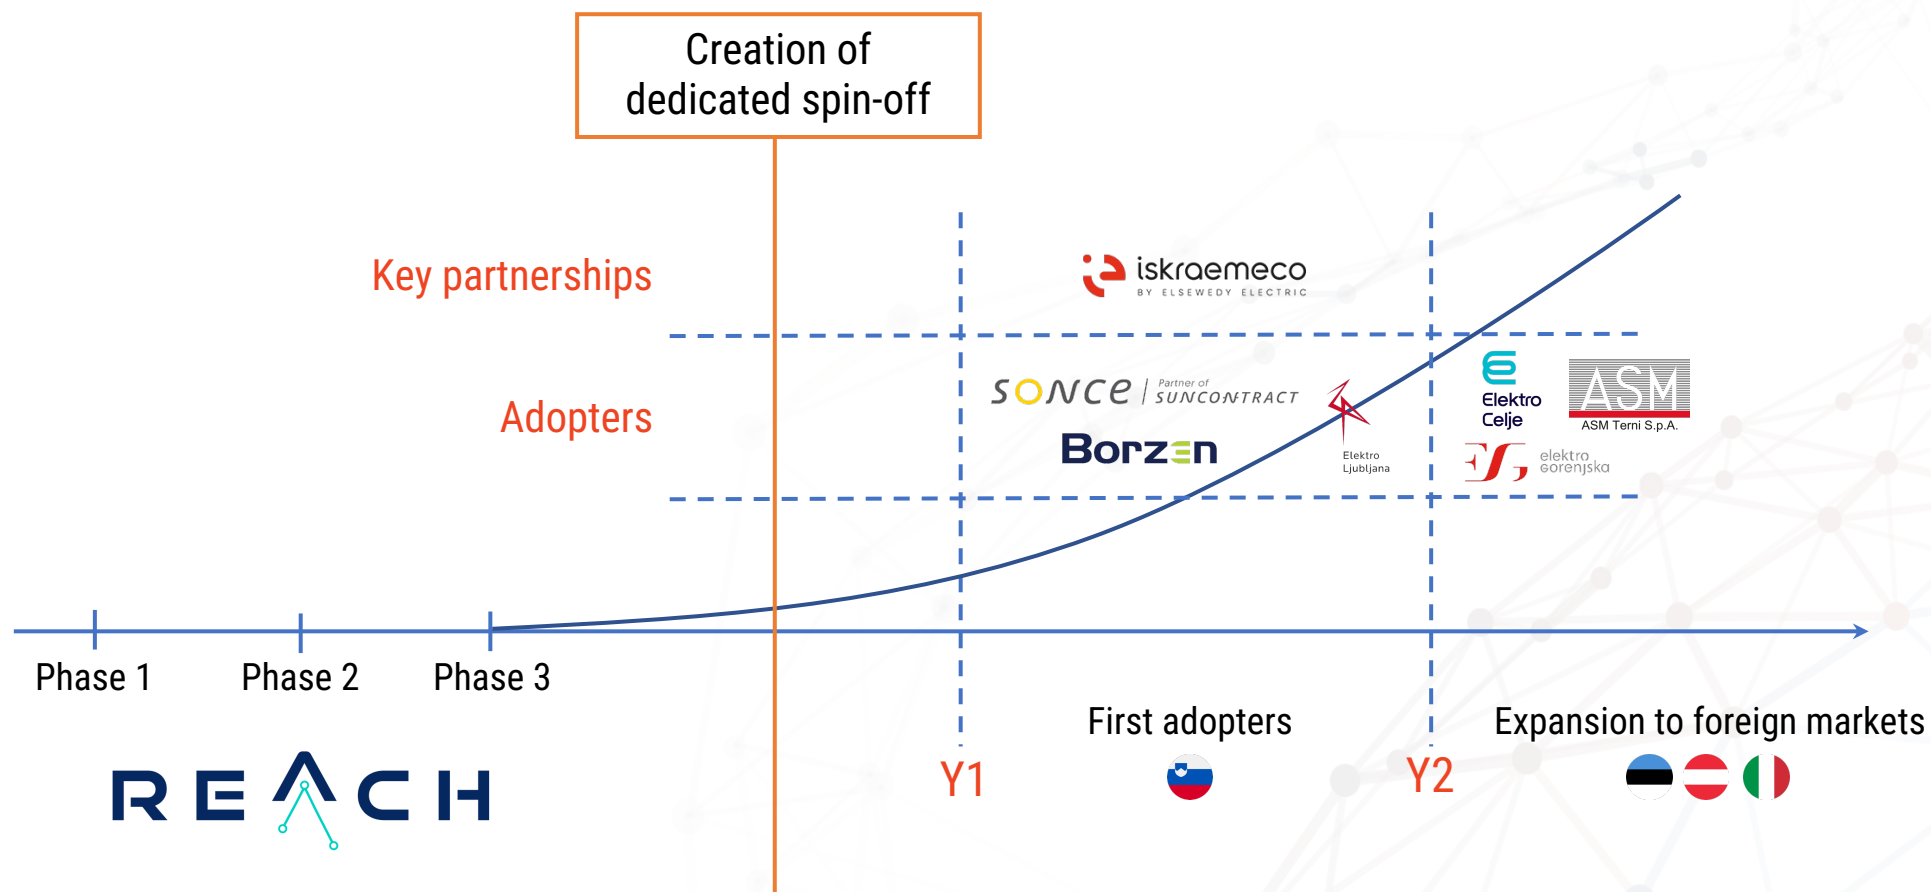 Creation of
dedicated spin-off
Key partnerships
iskraemeco
BY ELSEWEDY ELECTRIC
Adopters
SONCE | Partner of
SUNCONTRACT
Borzen
Elektro
Ljubljana
Elektro
Celje
ASM
ASM Terni S.p.A.
EG elektro
gorenjska
Phase 1
Phase 2
Phase 3
First adopters
Expansion to foreign markets
Y1
Y2
REACH